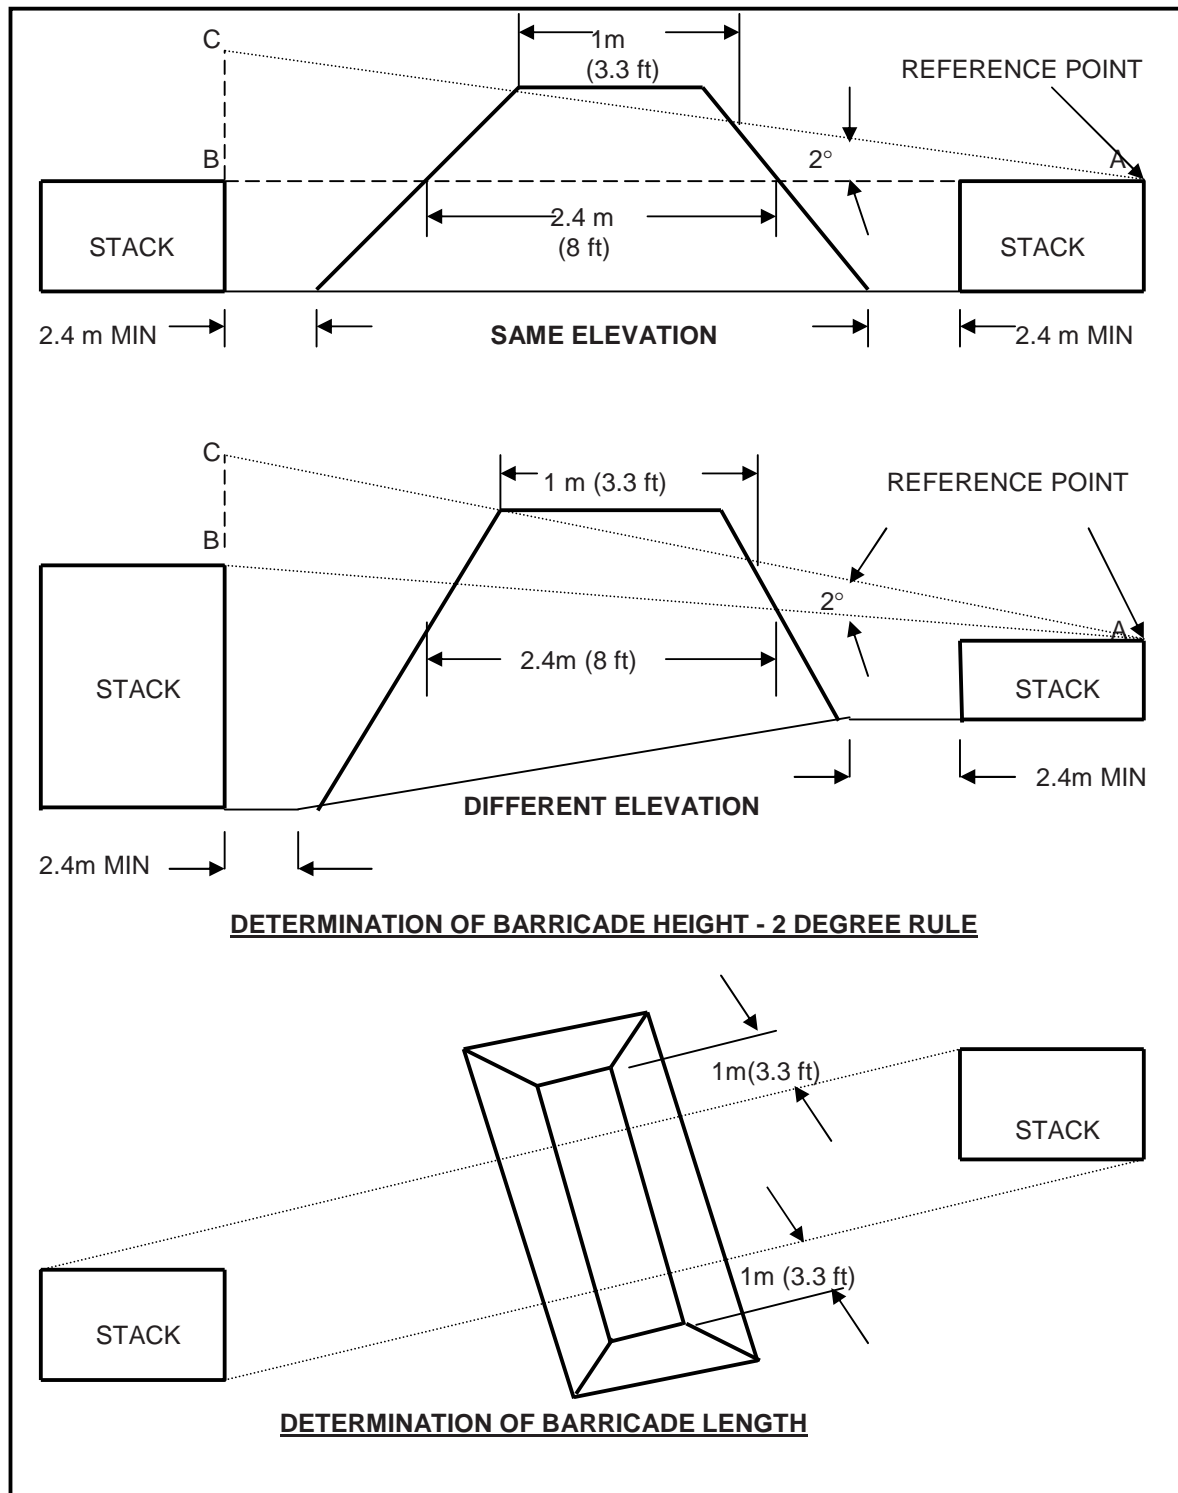 C
1m
(3.3 ft)
REFERENCE POINT
B
2°
A
STACK
2.4 m
(8 ft)
STACK
2.4 m MIN
SAME ELEVATION
2.4 m MIN
C
1 m (3.3 ft)
REFERENCE POINT
B
2°
A
2.4m (8 ft)
STACK
STACK
2.4m MIN
DIFFERENT ELEVATION
2.4m MIN
DETERMINATION OF BARRICADE HEIGHT - 2 DEGREE RULE
1m(3.3 ft)
STACK
1m (3.3 ft)
STACK
DETERMINATION OF BARRICADE LENGTH